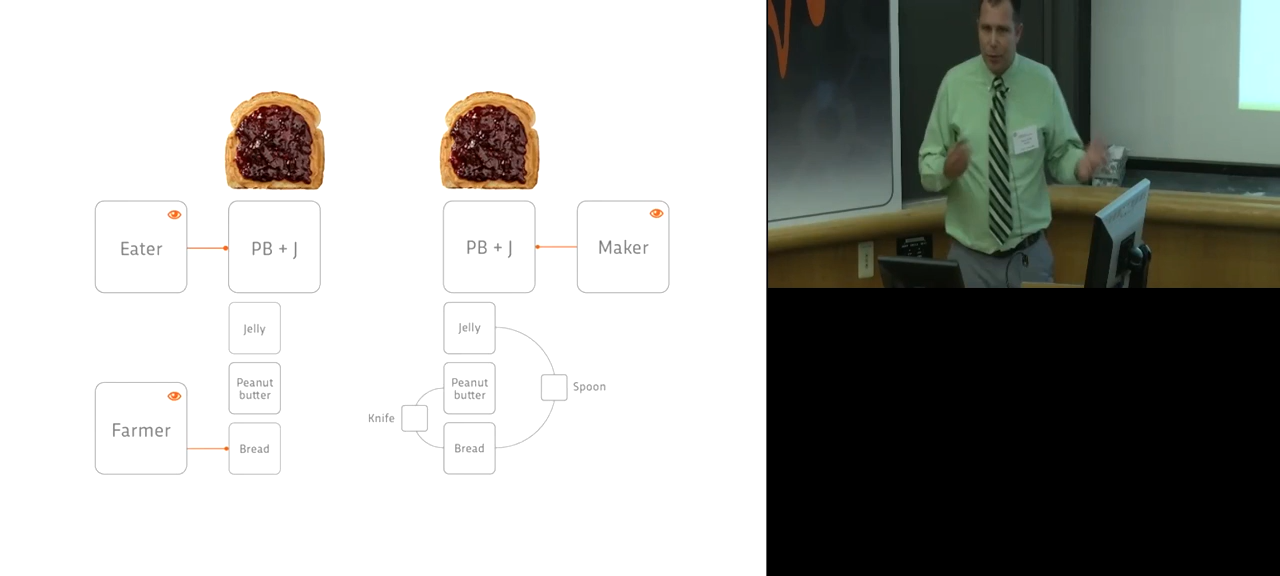 Eater
PB + J
PB + J
Maker
Jelly
Jelly
Peanut
butter
Peanut
butter
Spoon
Knife
Farmer
Bread
Bread